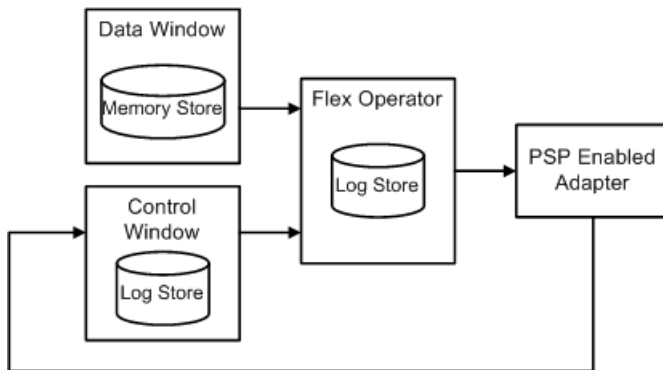 Data Window
Memory Store
Flex Operator
Log Store
PSP Enabled
Adapter
Control
Window
Log Store